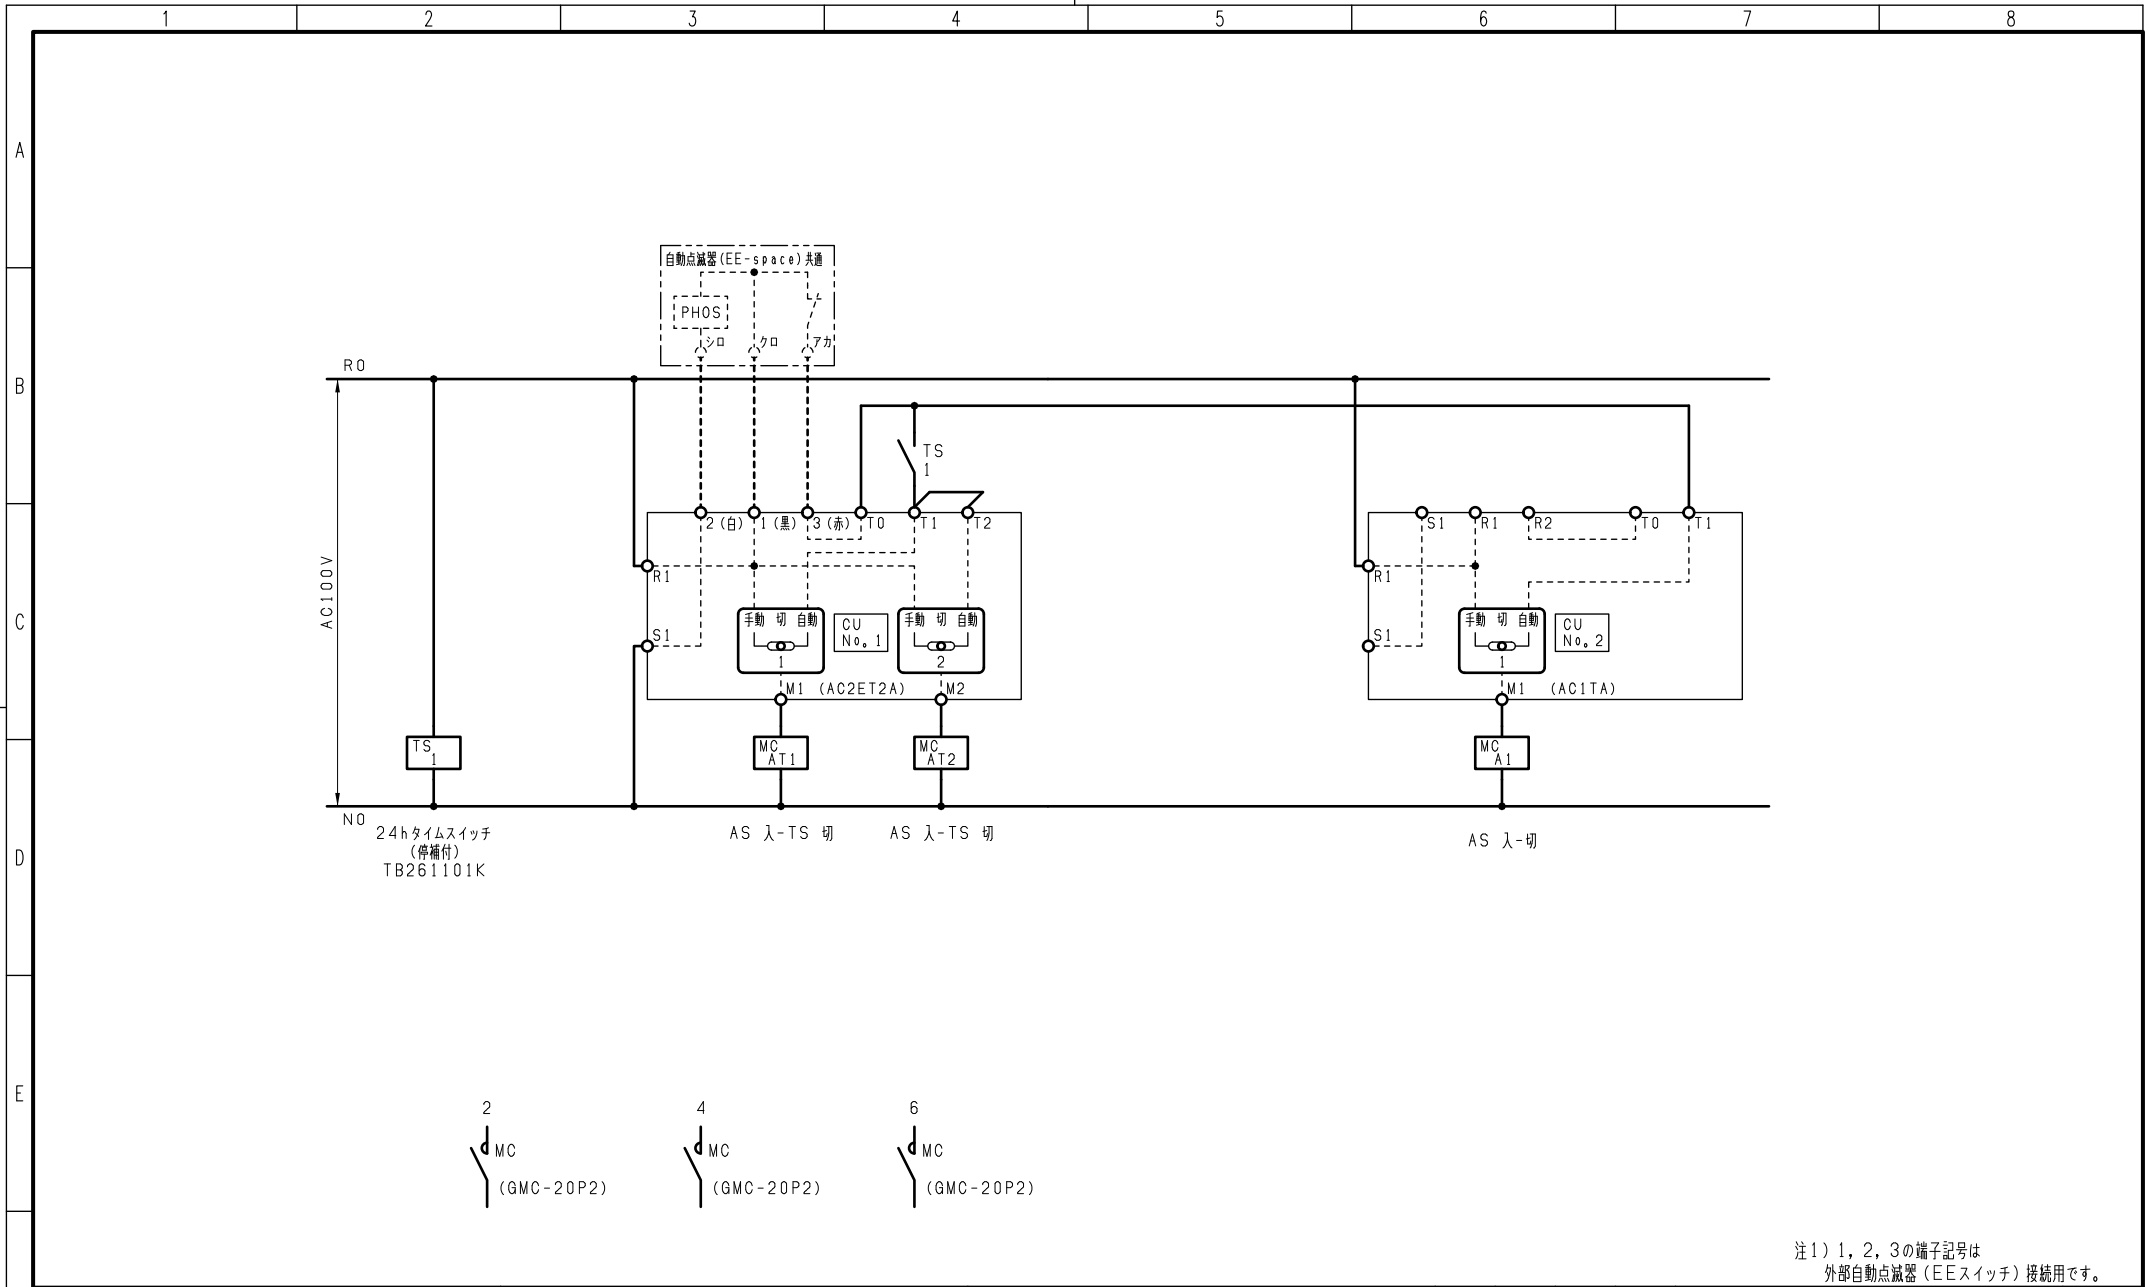 1 2 3 4 5 6 7 8
A
自動点滅器(EE-space)共通
PHOS
シロ クロ アカ
R0
B
TS
1
2(白) 1(黒) 3(赤) T0 T1 T2
S1 R1 R2 T0 T1
R1
R1
AC100V
C
手動 切 自動
1
CU
No。1
手動 切 自動
2
手動 切 自動
1
CU
No。2
S1
S1
M1 (AC2ET2A) M2
M1 (AC1TA)
TS
1
MC
AT1
MC
AT2
MC
A1
N0
24hタイムスイッチ
(停補付)
TB261101K
AS 入-TS 切
AS 入-TS 切
AS 入-切
D
E
2 4 6
MC MC MC
(GMC-20P2) (GMC-20P2) (GMC-20P2)
注1)1,2,3の端子記号は
外部自動点滅器(EEスイッチ)接続用です。